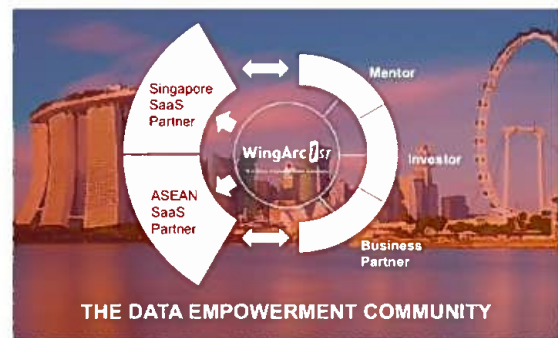 Singapore
SaaS
Partner
ASEAN
SaaS
Partner
WingArc1ST
Mentor
Investor
Business
Partner
THE DATA EMPOWERMENT COMMUNITY